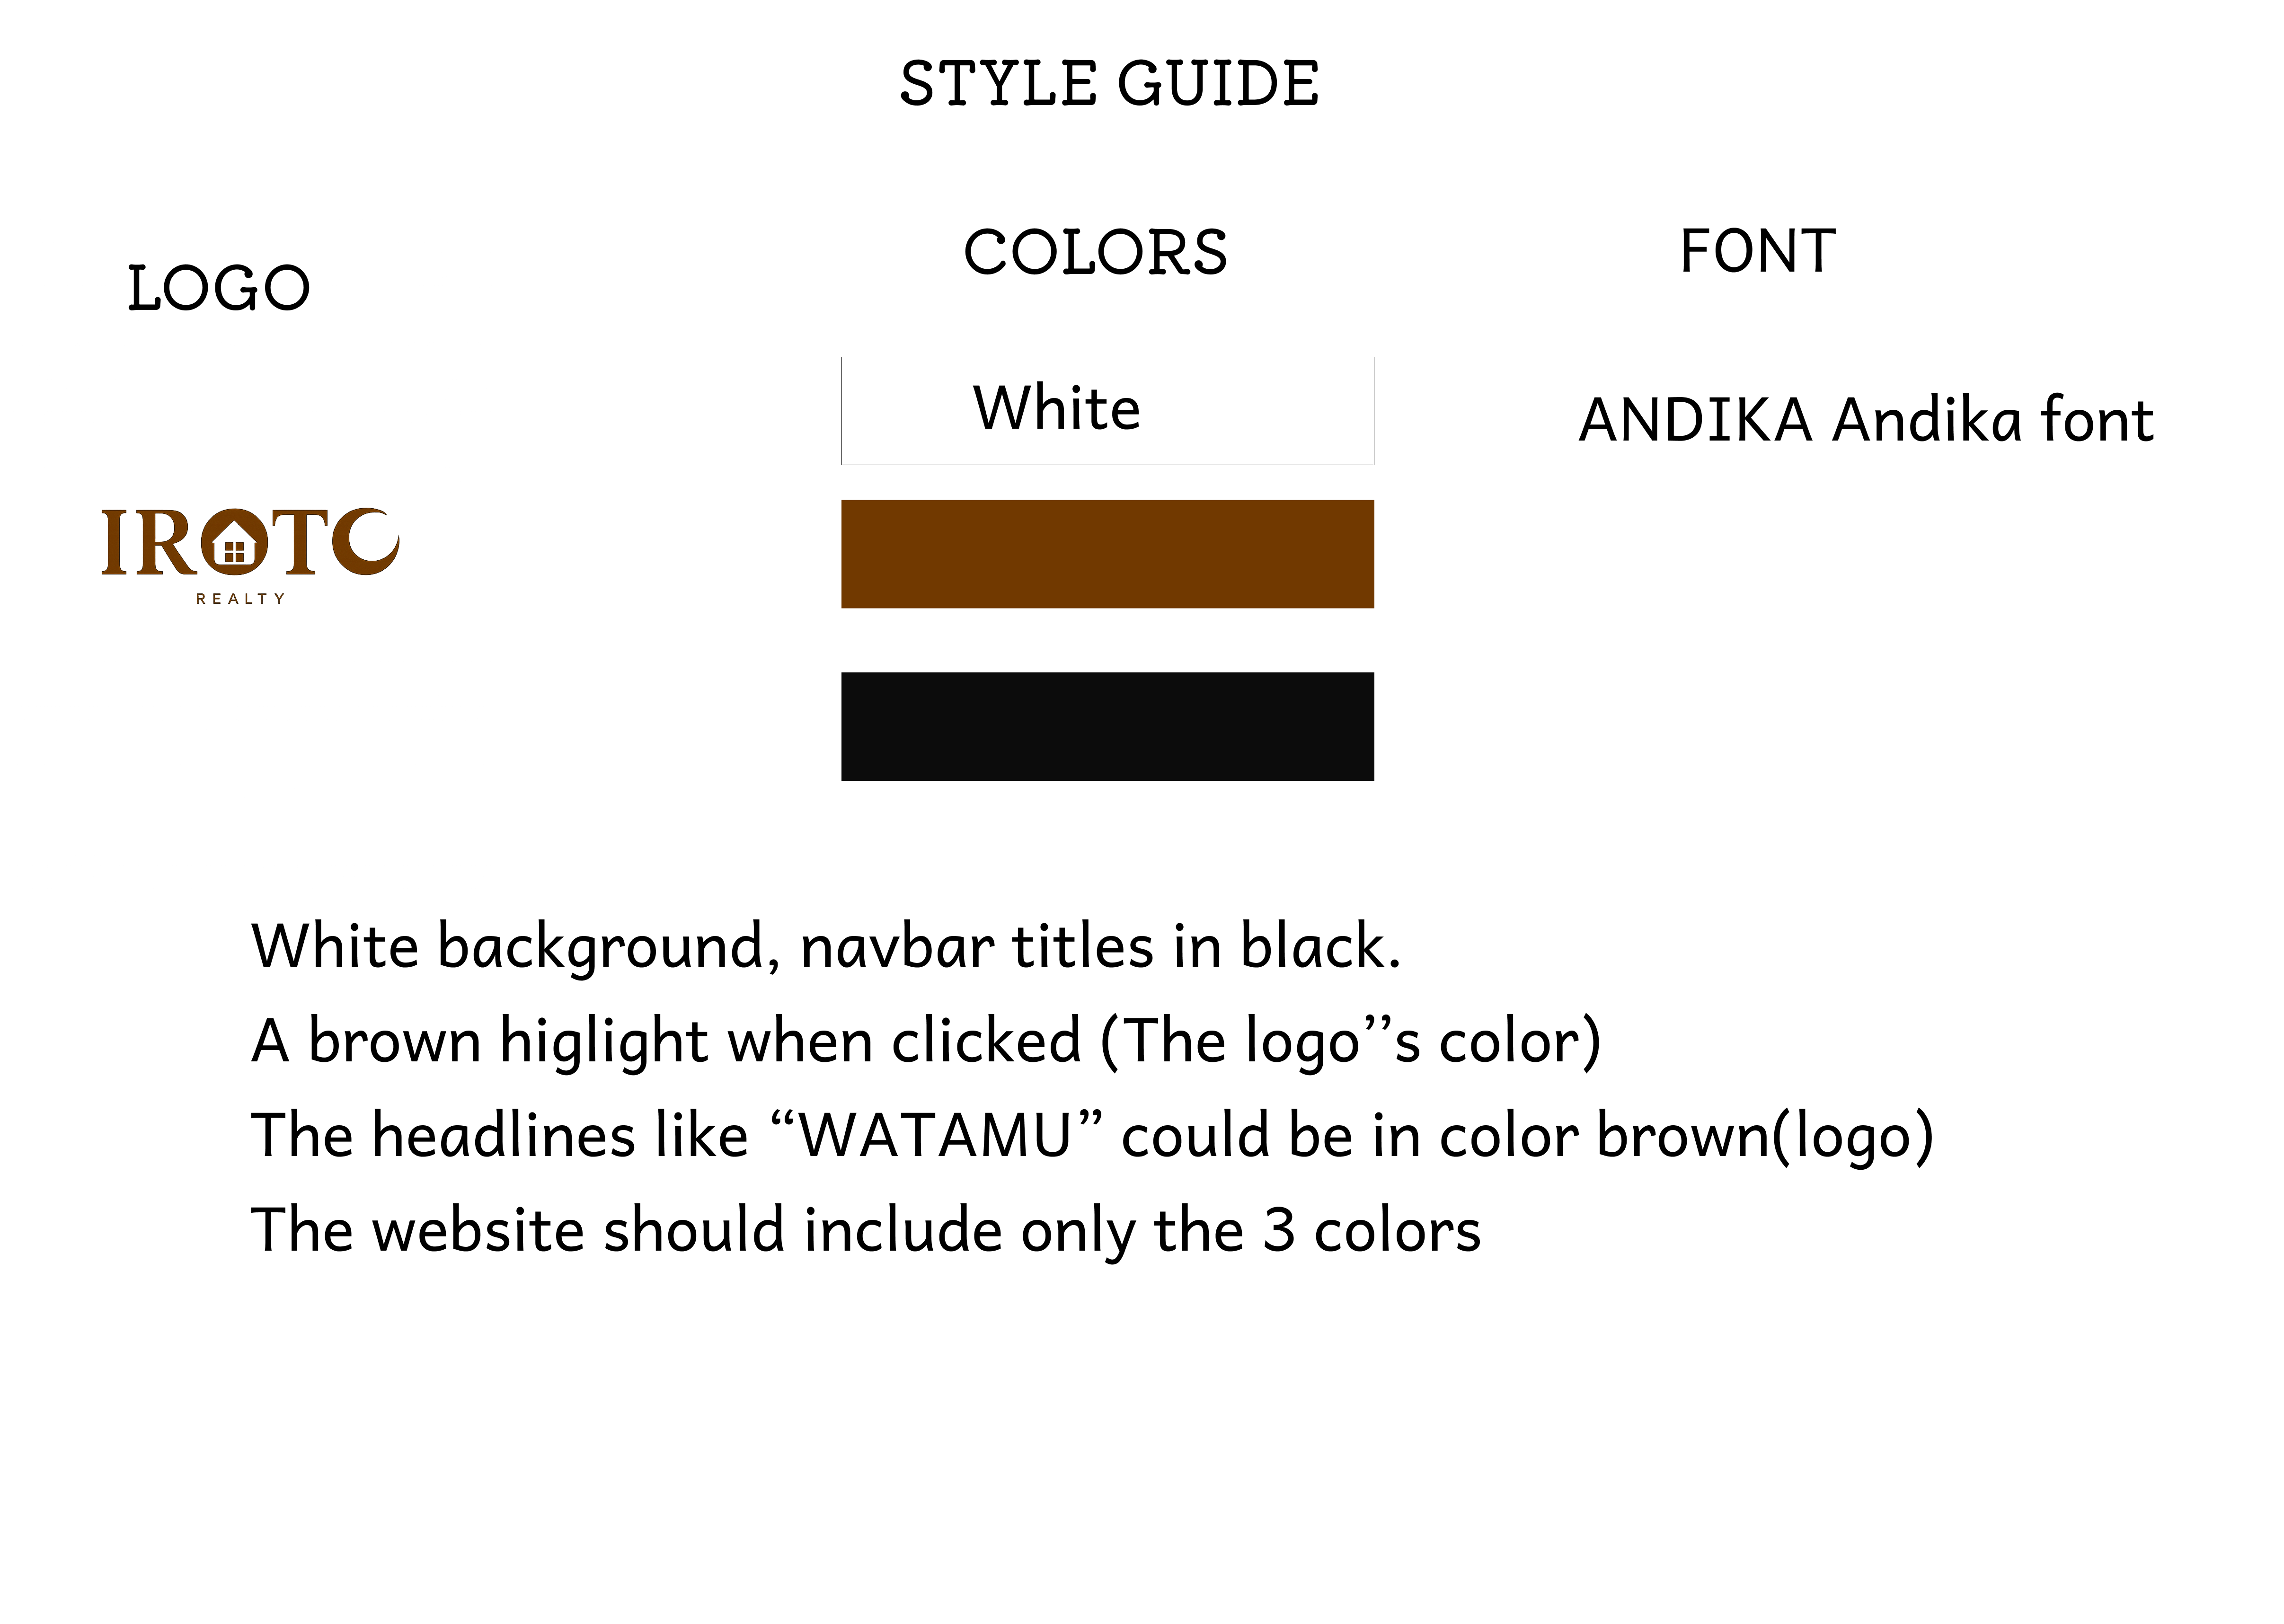 STYLE GUIDE
LOGO
COLORS
FONT
White
ANDIKA Andika font
IROTO
REALTY
White background, navbar titles in black.
A brown higlight when clicked (The logo’’s color)
The headlines like “WATAMU” could be in color brown(logo)
The website should include only the 3 colors